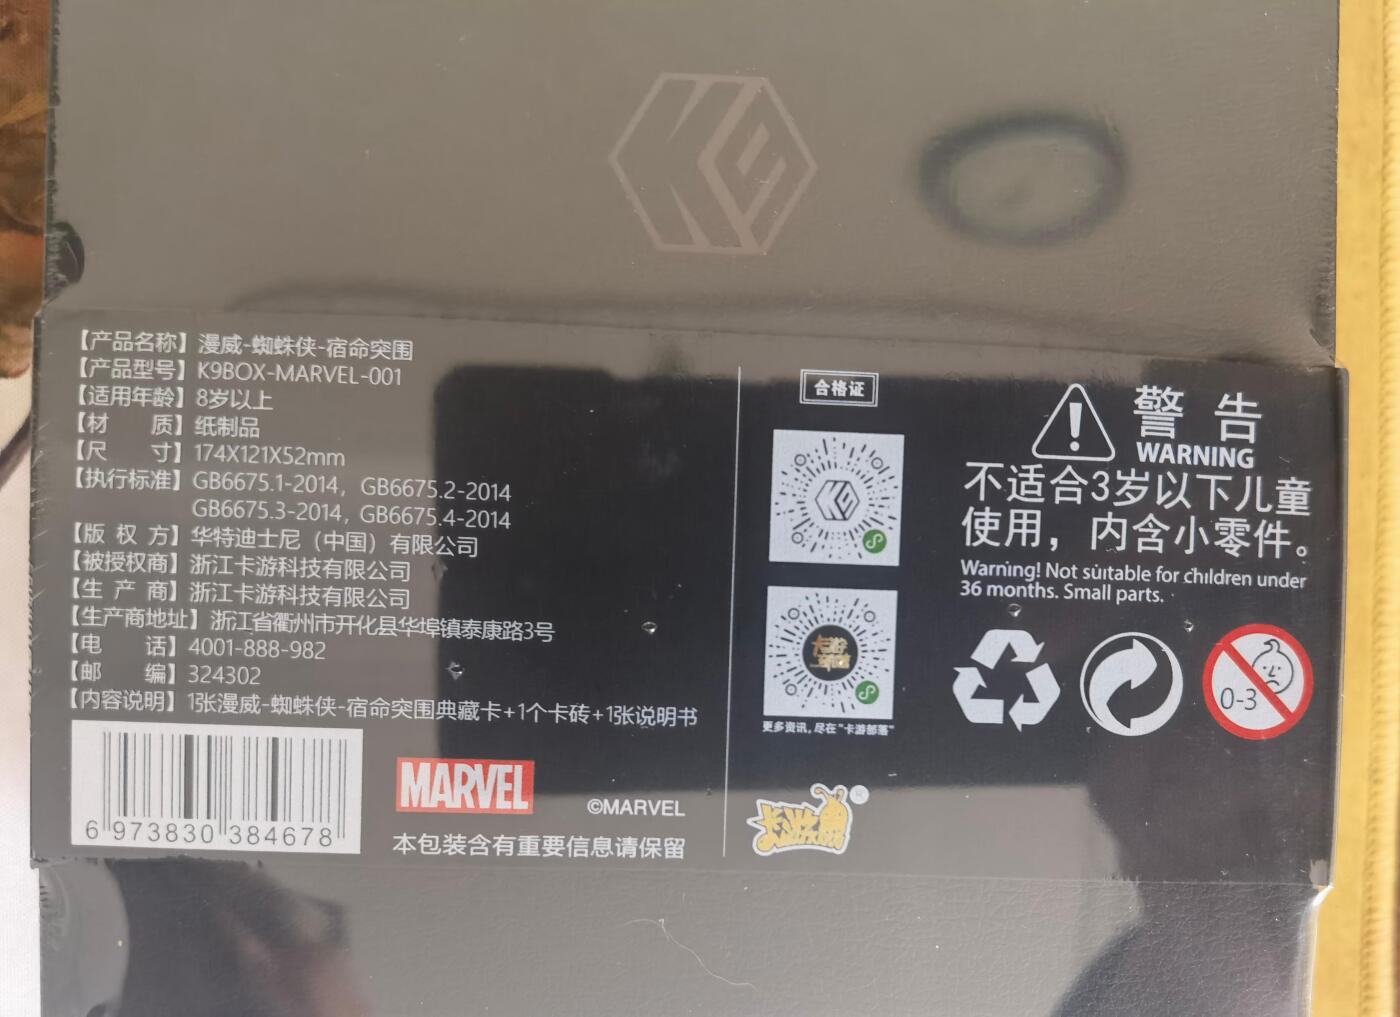 【产品名称】漫威-蜘蛛侠-宿命突围
【产品型号】K9BOX-MARVEL-001
【适用年龄】8岁以上
【材 质】纸制品
【尺 寸】174X121X52mm
【执行标准】GB6675.1-2014，GB6675.2-2014
GB6675.3-2014，GB6675.4-2014
【版 权 方】华特迪士尼（中国）有限公司
【被授权商】浙江卡游科技有限公司
【生 产 商】浙江卡游科技有限公司
【生产商地址】浙江省衢州市开化县华埠镇泰康路3号
【电 话】4001-888-982
【邮 编】324302
【内容说明】1张漫威-蜘蛛侠-宿命突围典藏卡+1个卡砖+1张说明书
6 973830 384678
MARVEL
©MARVEL
本包装含有重要信息请保留
合格证
更多资讯，尽在"卡游部落"
卡游
®
警告
WARNING
不适合3岁以下儿童
使用，内含小零件。
Warning! Not suitable for children under
36 months. Small parts.
0-3